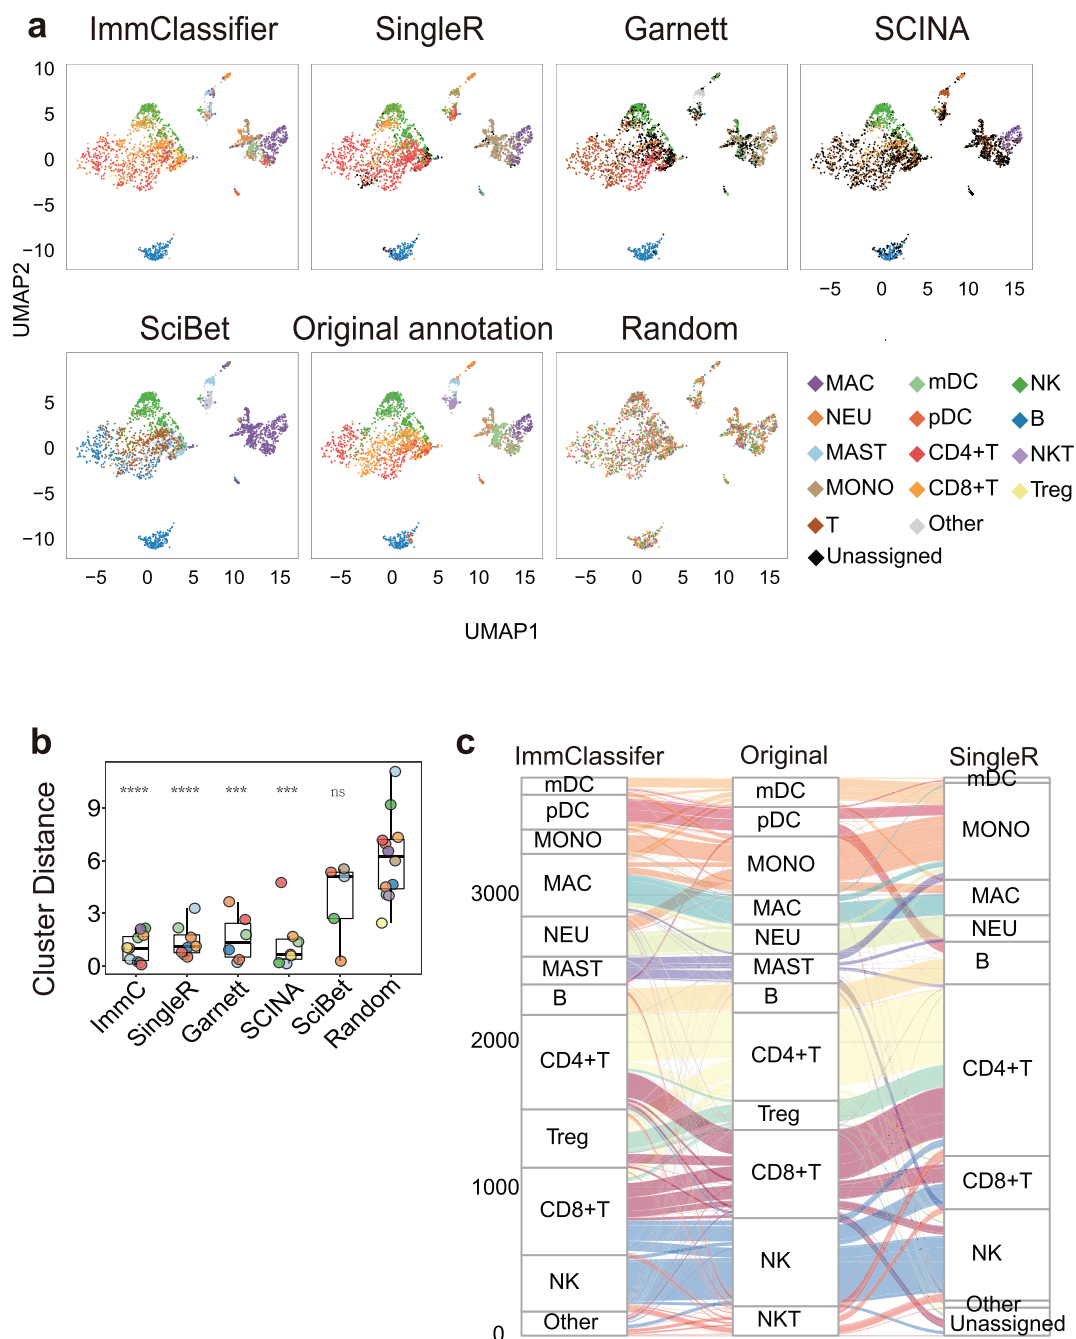 a
ImmClassifier SingleR Garnett SCINA
10
5
0
−5
−10
−5 0 5 10 15
UMAP2
SciBet Original annotation Random
5
0
−5
−10
−5 0 5 10 15 −5 0 5 10 15 −5 0 5 10 15
UMAP1
MAC mDC NK
NEU pDC B
MAST CD4+T NKT
MONO CD8+T Treg
T Other
Unassigned
b
Cluster Distance
9
6
3
0
**** **** *** *** ns
ImmC SingleR Garnett SCINA SciBet Random
c
ImmClassifer Original SingleR
3000
2000
1000
0
mDC
pDC
MONO
MAC
NEU
MAST
B
CD4+T
Treg
CD8+T
NK
Other
mDC
pDC
MONO
MAC
NEU
MAST
B
CD4+T
Treg
CD8+T
NK
NKT
mDC
MONO
MAC
NEU
B
CD4+T
CD8+T
NK
Other
Unassigned